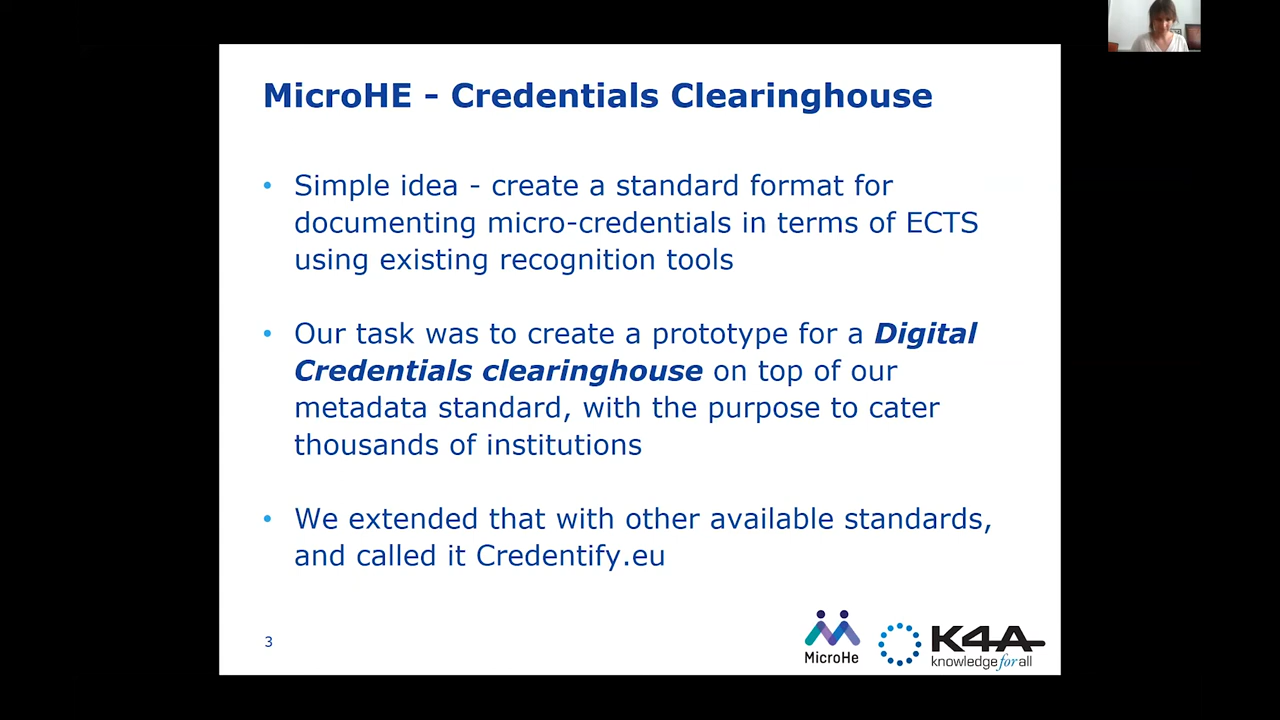 MicroHE – Credentials Clearinghouse
• Simple idea - create a standard format for
documenting micro-credentials in terms of ECTS
using existing recognition tools
• Our task was to create a prototype for a Digital
Credentials clearinghouse on top of our
metadata standard, with the purpose to cater
thousands of institutions
• We extended that with other available standards,
and called it Credentify.eu
3
MicroHe
K4A
knowledge for all